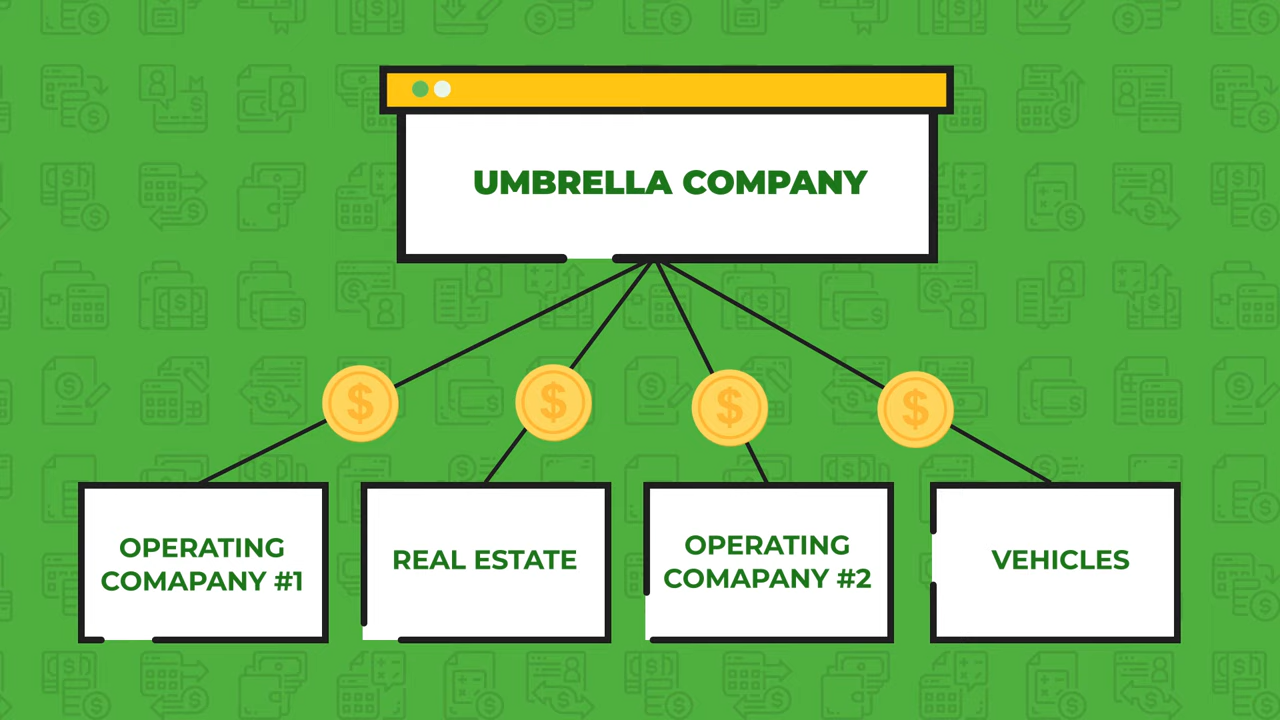 UMBRELLA COMPANY
OPERATING
COMAPANY #1
REAL ESTATE
OPERATING
COMAPANY #2
VEHICLES
$
$
$
$